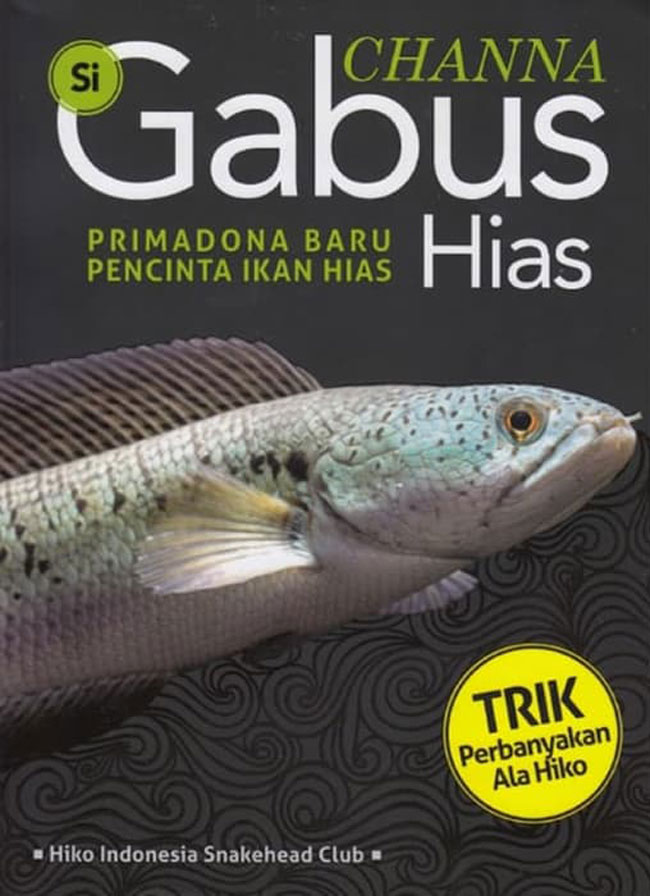 Si
CHANNA
Gabus
PRIMADONA BARU
PENCINTA IKAN HIAS
Hias
TRIK
Perbanyakan
Ala Hiko
▪ Hiko Indonesia Snakehead Club ▪